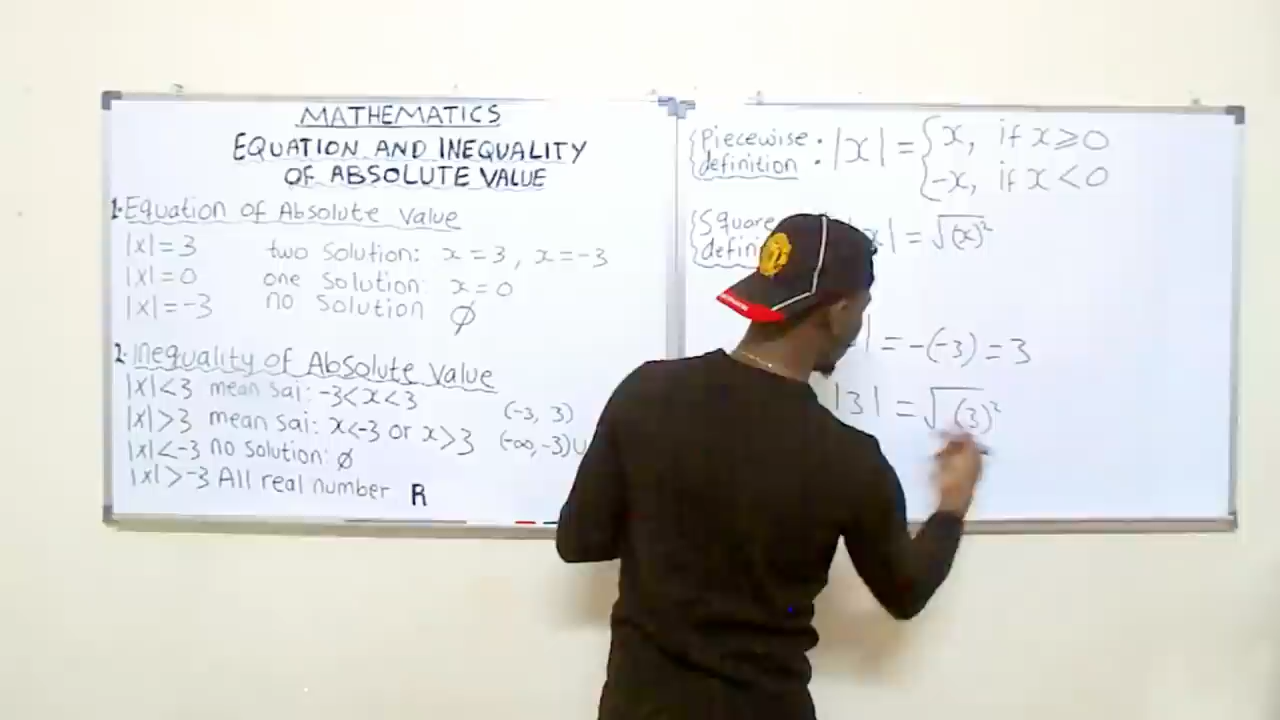 MATHEMATICS
EQUATION AND INEQUALITY
OF ABSOLUTE VALUE
1. Equation of Absolute Value
|x|=3 two solution: x=3, x=-3
|x|=0 one solution: x=0
|x|=-3 no solution ∅
2. Inequality of Absolute Value
|x|<3 mean sai: -3<x<3 (-3, 3)
|x|>3 mean sai: x<-3 or x>3 (-∞,-3)∪
|x|<-3 no solution: ∅
|x|>-3 All real number R
Piecewise definition: |x| = { x, if x≥0
-x, if x<0
Square
|=√(x)²
| = -(-3) = 3
|3| = √(3)²